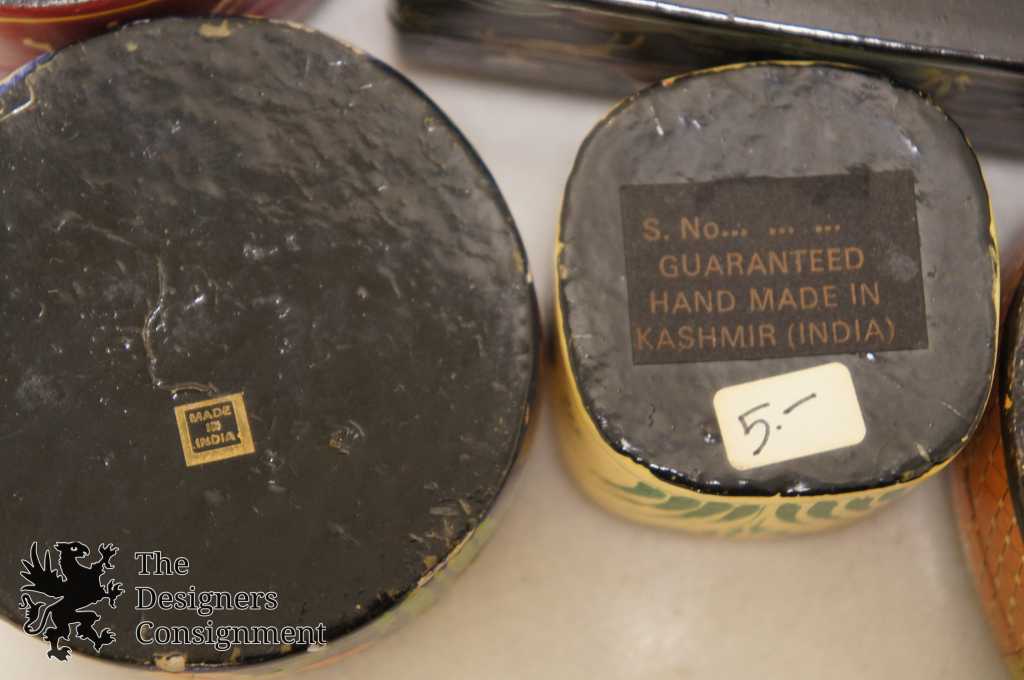 MADE
IN
INDIA
S. No... ... ...
GUARANTEED
HAND MADE IN
KASHMIR (INDIA)
5.-
The
Designers
Consignment